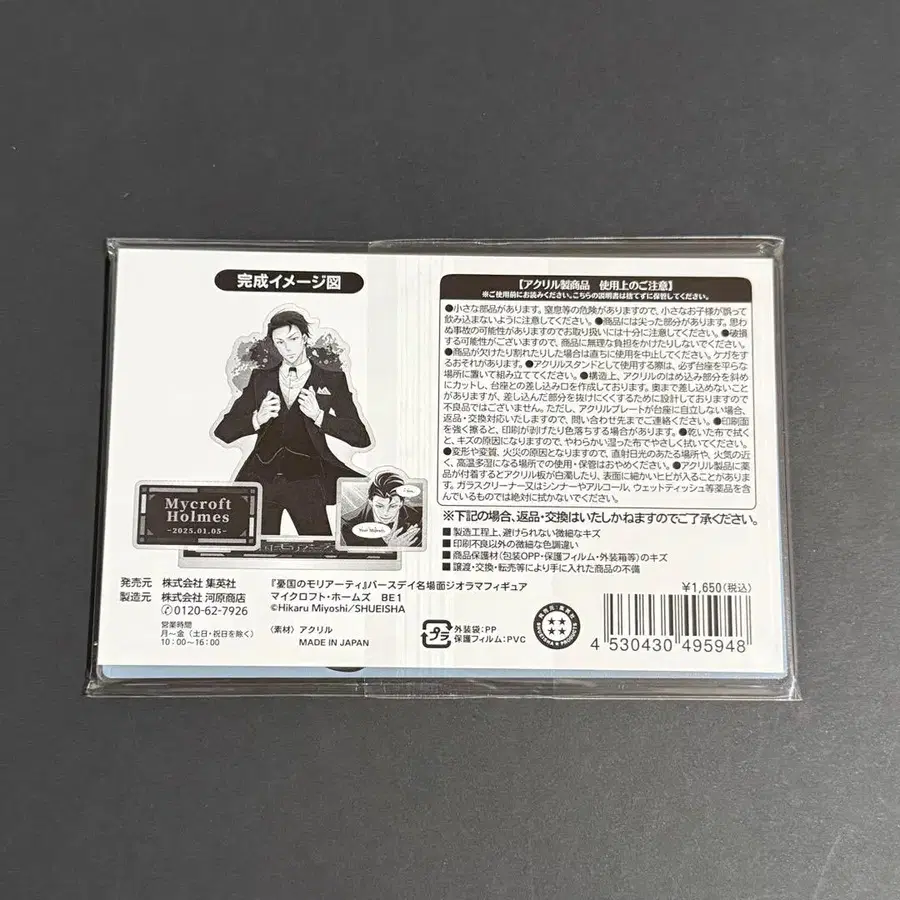 完成イメージ図
Mycroft
Holmes
~2025.01.05~
【アクリル製商品 使用上のご注意】
※ご使用前にお読みください。こちらの説明書は捨てずに保管してください。
●小さな部品があります。窒息等の危険がありますので、小さなお子様が誤って
飲み込まないように注意してください。●商品には尖った部分があります。思わ
ぬ事故の可能性がありますのでお取り扱いには十分に注意してください。●破損
する可能性がございますので、商品に無理な負担をかけたりしないでください。
●商品が欠けたり割れたりした場合は直ちに使用を中止してください。ケガをす
るおそれがあります。●アクリルスタンドとして使用する際は、必ず台座を平らな
場所に置いて組み立ててください。●構造上、アクリルのはめ込み部分を斜め
にカットし、台座との差し込み口を作成しております。奥まで差し込めないこと
がありますが、差し込んだ部分を抜けにくくするために設計しておりますので
不良品ではございません。ただし、アクリルプレートが台座に自立しない場合、
返品・交換対応いたしますので、問い合わせ先までご連絡ください。●印刷面
を強く擦ると、印刷が剥げたり色落ちする場合があります。●乾いた布で拭く
と、キズの原因になりますので、やわらかい湿った布でやさしく拭いてください。
●変形や変質、火災の原因となりますので、直射日光のあたる場所や、火気の近
く、高温多湿になる場所での使用・保管はおやめください。●アクリル製品に薬
品が付着するとアクリル板が白濁したり、表面に細かいヒビが入ることがありま
す。ガラスクリーナー又はシンナーやアルコール、ウェットティッシュ等薬品を含
んでいるものでは絶対に拭かないでください。
※下記の場合、返品・交換はいたしかねますのでご了承ください。
■製造工程上、避けられない微細なキズ
■印刷不良以外の微細な色調違い
■商品保護材(包装OPP・保護フィルム・外装箱等)のキズ
■譲渡・交換・転売等により手に入れた商品の不備
発売元 株式会社 集英社
製造元 株式会社 河原商店
✆0120-62-7926
営業時間
月~金(土日・祝日を除く)
10:00~16:00
『憂国のモリアーティ』バースデイ名場面ジオラマフィギュア
マイクロフト・ホームズ BE1
©Hikaru Miyoshi/SHUEISHA
〈素材〉アクリル
MADE IN JAPAN
プラ
外装袋:PP
保護フィルム:PVC
¥1,650(税込)
4 530430 495948